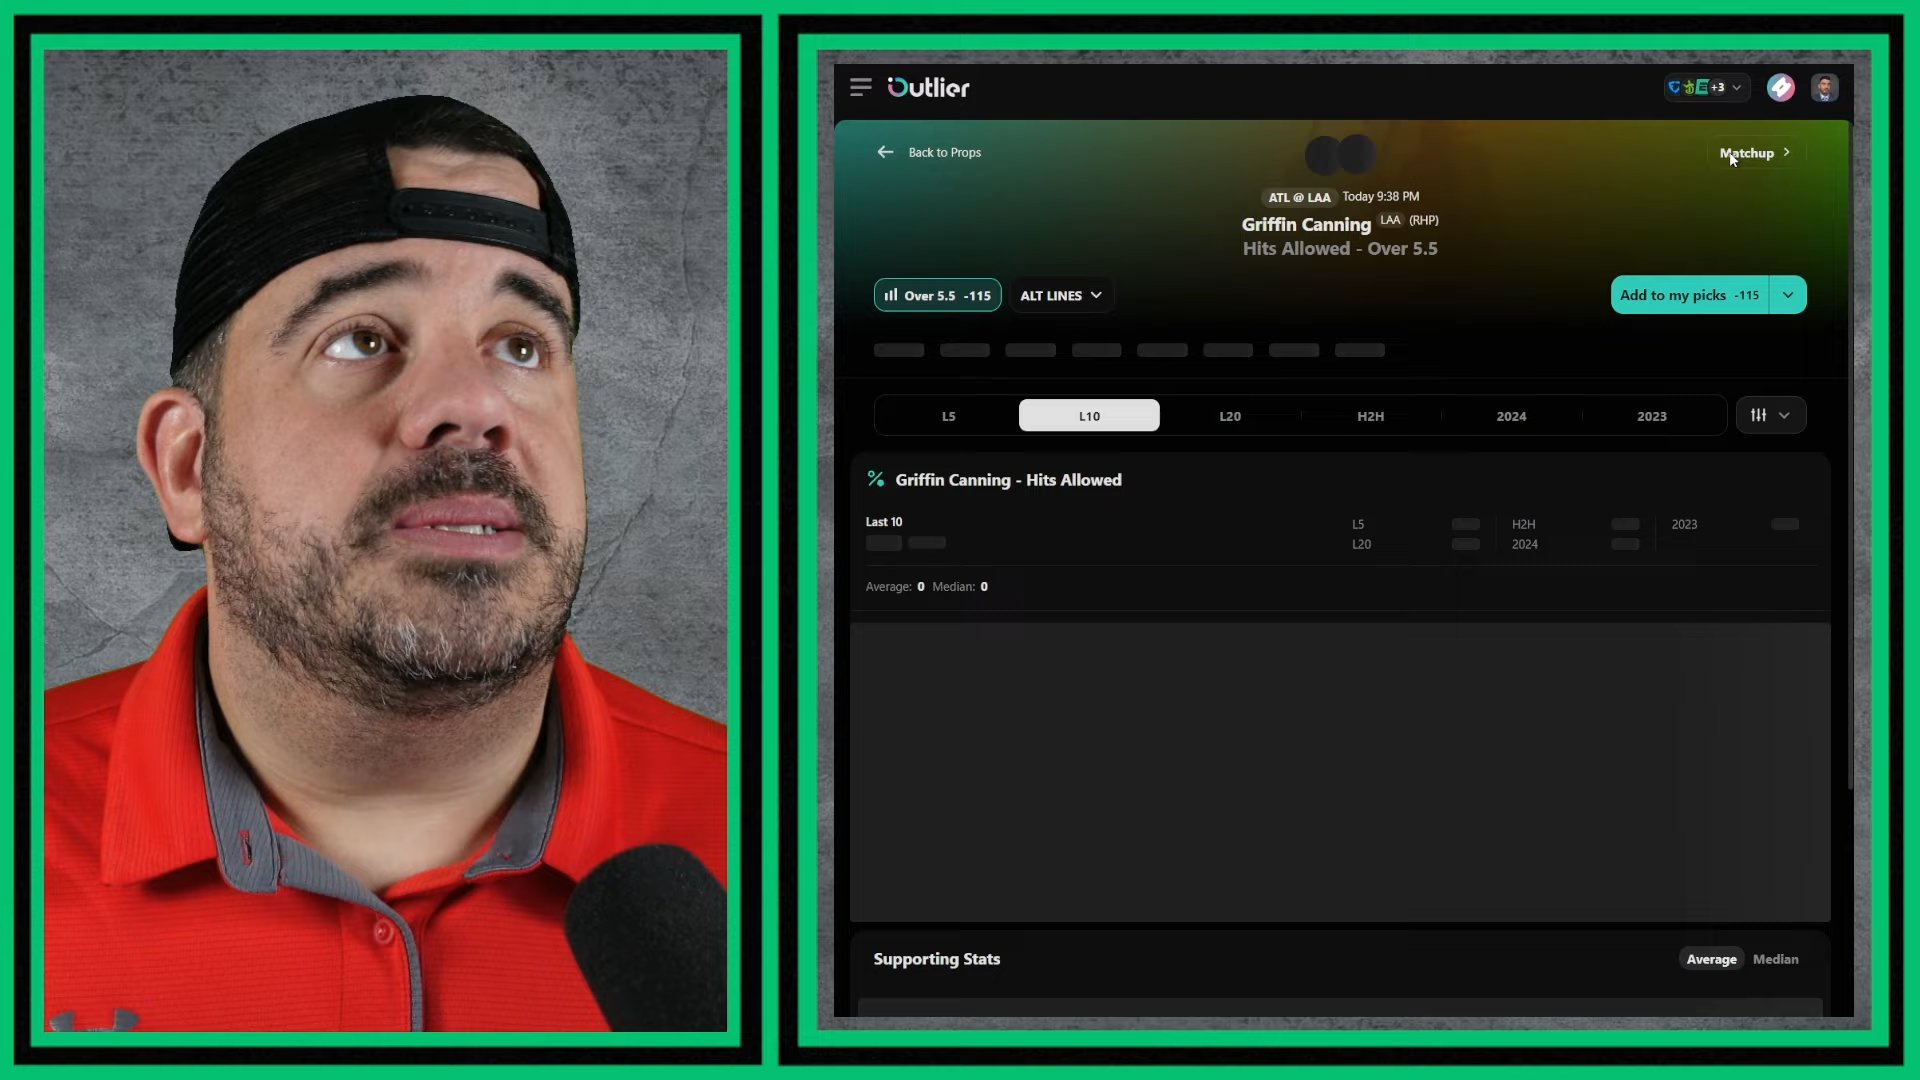 Outlier
+3
Back to Props
Matchup
ATL @ LAA Today 9:38 PM
Griffin Canning LAA (RHP)
Hits Allowed - Over 5.5
Over 5.5 -115
ALT LINES
Add to my picks -115
L5 L10 L20 H2H 2024 2023
Griffin Canning - Hits Allowed
Last 10
L5 H2H 2023
L20 2024
Average: 0 Median: 0
Supporting Stats
Average Median